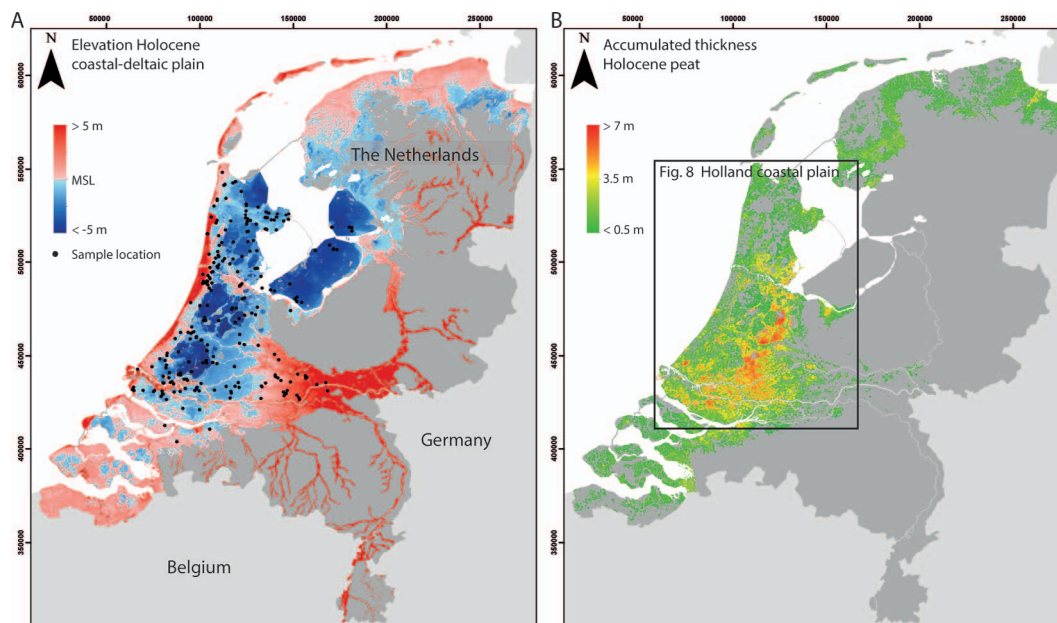 A
50000 100000 150000 200000 250000
N
Elevation Holocene
coastal-deltaic plain
> 5 m
MSL
< -5 m
Sample location
The Netherlands
Germany
Belgium
600000
550000
500000
450000
400000
350000
B
50000 100000 150000 200000 250000
N
Accumulated thickness
Holocene peat
> 7 m
3.5 m
< 0.5 m
Fig. 8 Holland coastal plain
600000
550000
500000
450000
400000
350000